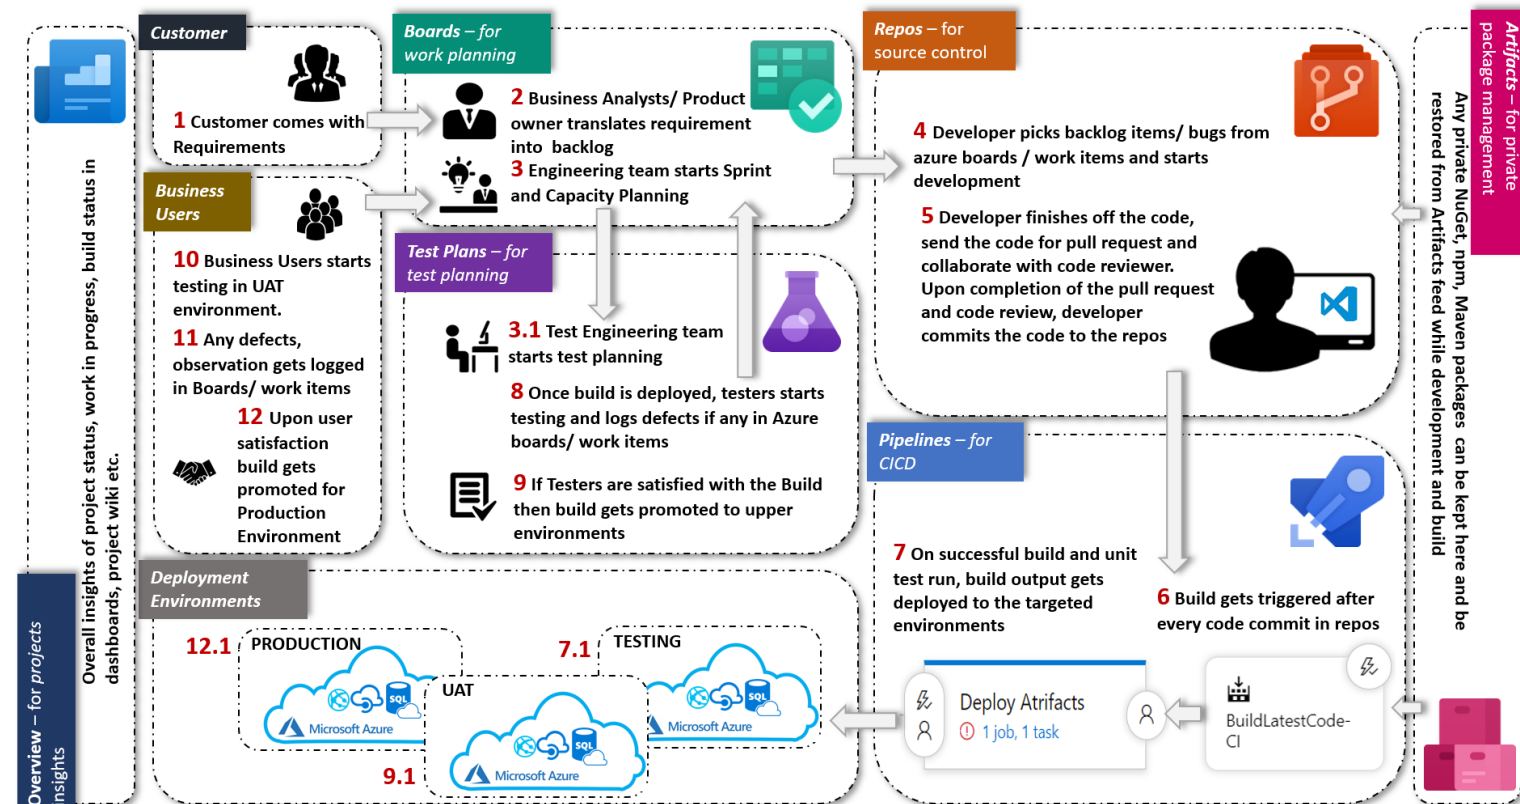 Overview – for projects
insights
Overall insights of project status, work in progress, build status in
dashboards, project wiki etc.
Customer
1 Customer comes with
Requirements
Business
Users
10 Business Users starts
testing in UAT
environment.
11 Any defects,
observation gets logged
in Boards/ work items
12 Upon user
satisfaction
build gets
promoted for
Production
Environment
Boards – for
work planning
2 Business Analysts/ Product
owner translates requirement
into backlog
3 Engineering team starts Sprint
and Capacity Planning
Test Plans – for
test planning
3.1 Test Engineering team
starts test planning
8 Once build is deployed, testers starts
testing and logs defects if any in Azure
boards/ work items
9 If Testers are satisfied with the Build
then build gets promoted to upper
environments
Repos – for
source control
4 Developer picks backlog items/ bugs from
azure boards / work items and starts
development
5 Developer finishes off the code,
send the code for pull request and
collaborate with code reviewer.
Upon completion of the pull request
and code review, developer
commits the code to the repos
Pipelines – for
CICD
7 On successful build and unit
test run, build output gets
deployed to the targeted
environments
6 Build gets triggered after
every code commit in repos
Deploy Atrifacts
1 job, 1 task
BuildLatestCode-
CI
Deployment
Environments
12.1 PRODUCTION
SQL
Microsoft Azure
7.1 TESTING
SQL
Microsoft Azure
9.1 UAT
SQL
Microsoft Azure
Artifacts – for private
package management
Any private NuGet, npm, Maven packages can be kept here and be
restored from Artifacts feed while development and build